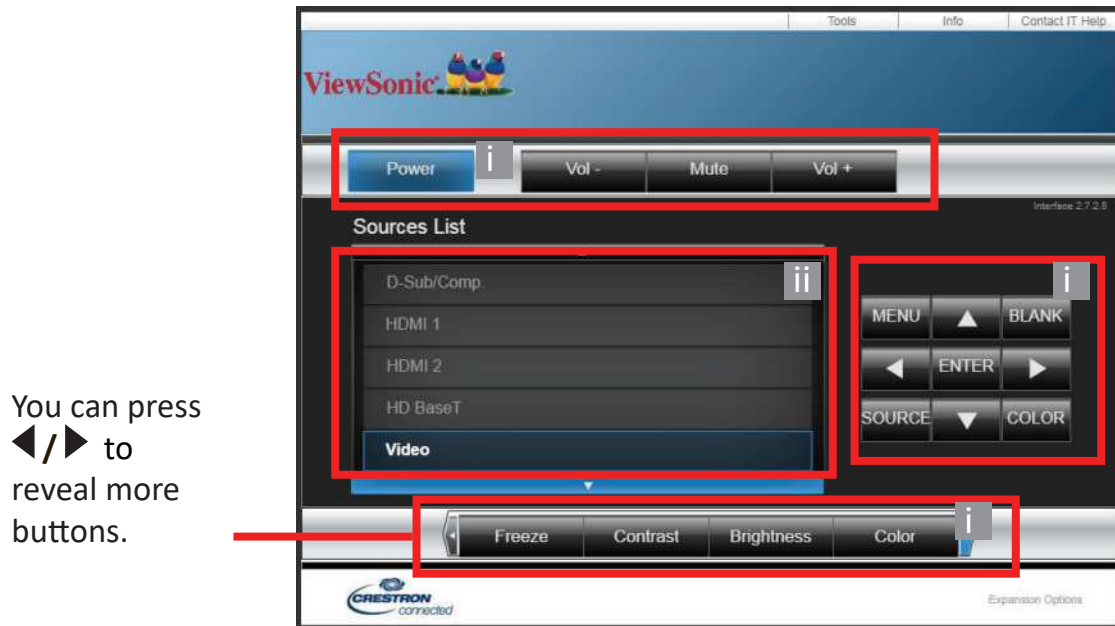 Tools Info Contact IT Help
ViewSonic
Power i Vol - Mute Vol +
Interface 2.7.2.8
Sources List
ii
D-Sub/Comp.
HDMI 1
HDMI 2
HD BaseT
Video
i
MENU ▲ BLANK
◀ ENTER ▶
SOURCE ▼ COLOR
You can press
◀/▶ to
reveal more
buttons.
Freeze Contrast Brightness Color i
CRESTRON
connected
Expansion Options